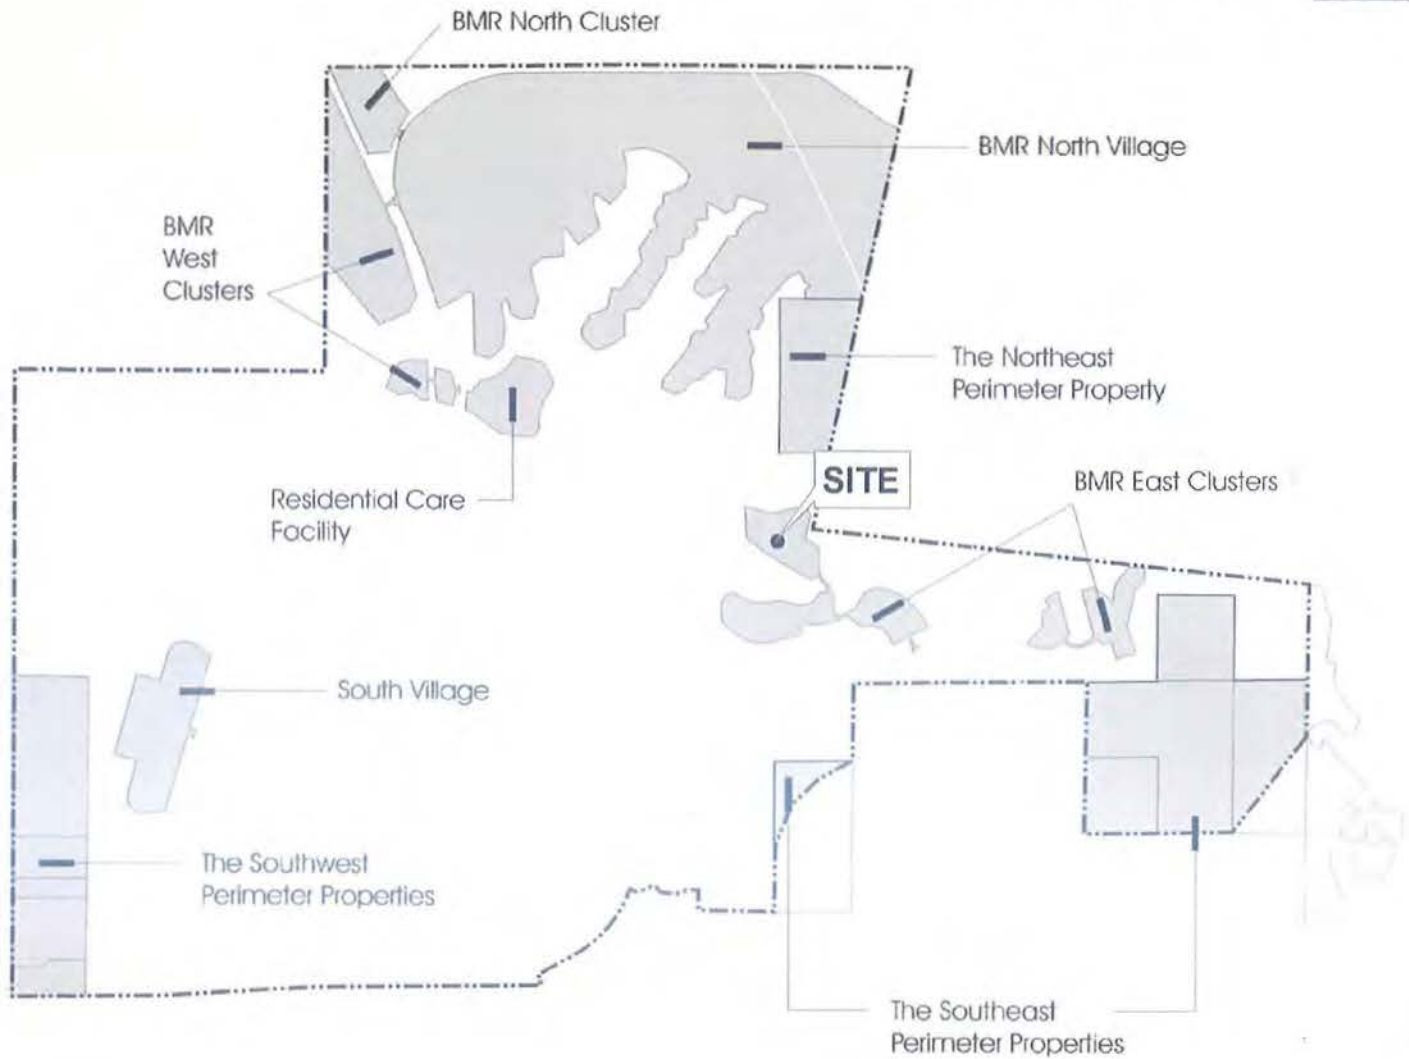 BMR North Cluster
BMR North Village
BMR
West
Clusters
The Northeast
Perimeter Property
SITE
BMR East Clusters
Residential Care
Facility
South Village
The Southwest
Perimeter Properties
The Southeast
Perimeter Properties